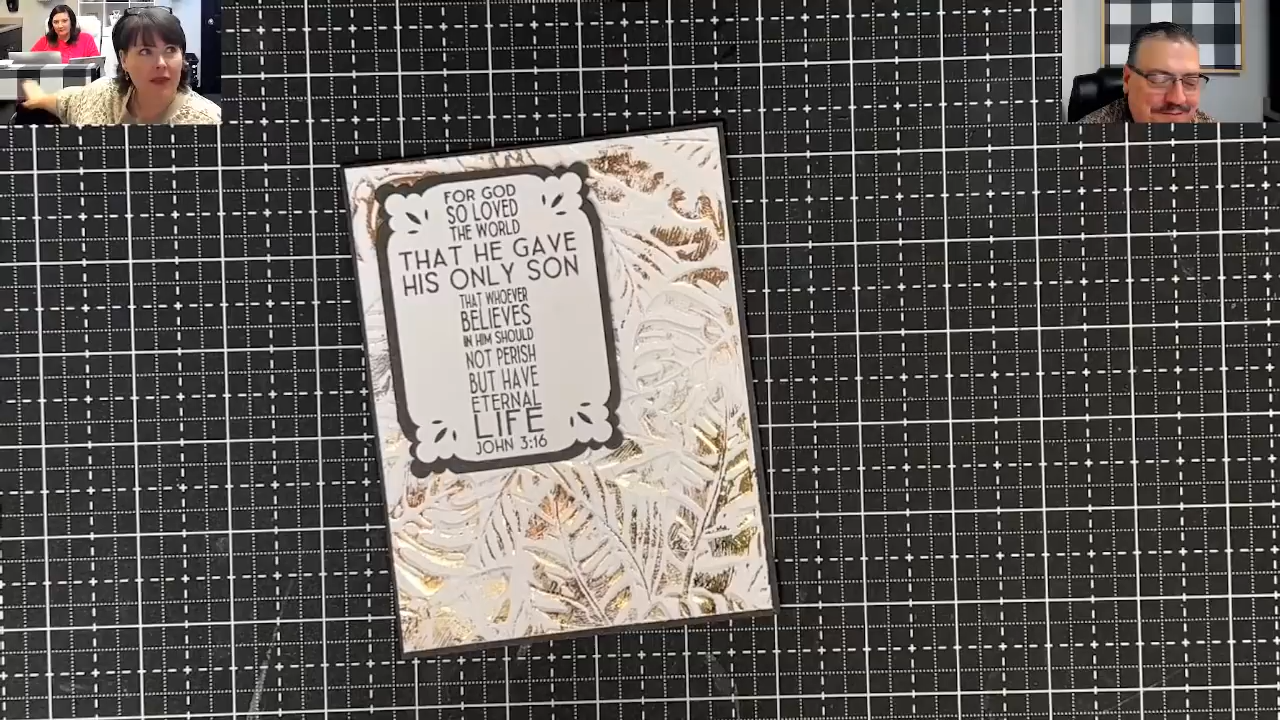 FOR GOD
SO LOVED
THE WORLD
THAT HE GAVE
HIS ONLY SON
THAT WHOEVER
BELIEVES
IN HIM SHOULD
NOT PERISH
BUT HAVE
ETERNAL
LIFE
JOHN 3:16